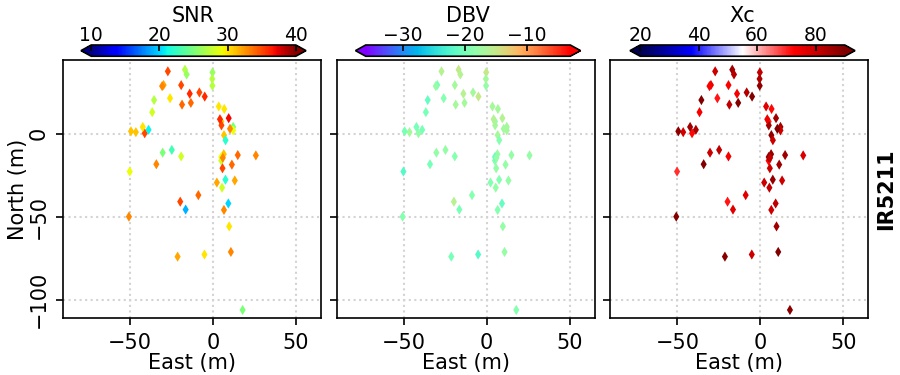 SNR DBV Xc
10 20 30 40 −30 −20 −10 20 40 60 80
North (m)
0
−50
−100
IR5211
−50 0 50 −50 0 50 −50 0 50
East (m) East (m) East (m)